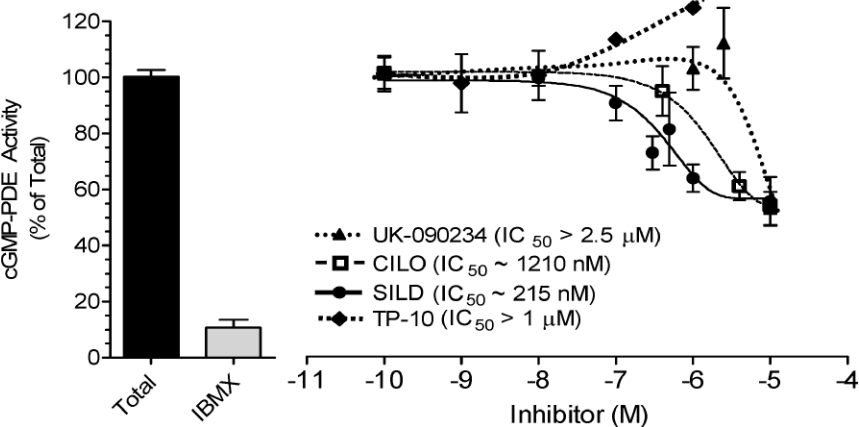 cGMP-PDE Activity
(% of Total)
120
100
80
60
40
20
0
Total
IBMX
UK-090234 (IC 50 > 2.5 μM)
CILO (IC50 ~ 1210 nM)
SILD (IC50 ~ 215 nM)
TP-10 (IC50 > 1 μM)
-11 -10 -9 -8 -7 -6 -5 -4
Inhibitor (M)